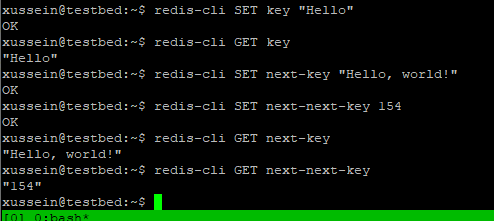 xussein@testbed:~$ redis-cli SET key "Hello"
OK
xussein@testbed:~$ redis-cli GET key
"Hello"
xussein@testbed:~$ redis-cli SET next-key "Hello, world!"
OK
xussein@testbed:~$ redis-cli SET next-next-key 154
OK
xussein@testbed:~$ redis-cli GET next-key
"Hello, world!"
xussein@testbed:~$ redis-cli GET next-next-key
"154"
xussein@testbed:~$
[0] 0:bash*